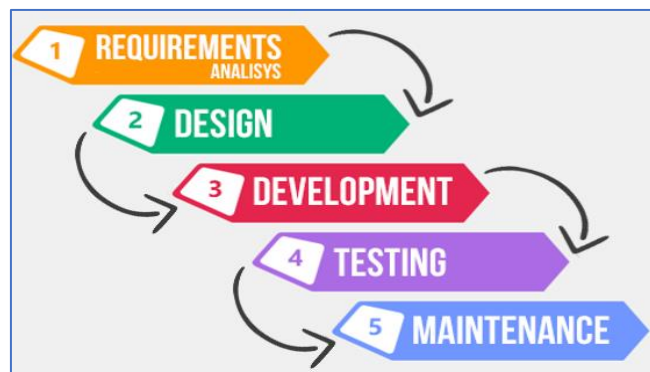 1 REQUIREMENTS
ANALISYS
2 DESIGN
3 DEVELOPMENT
4 TESTING
5 MAINTENANCE